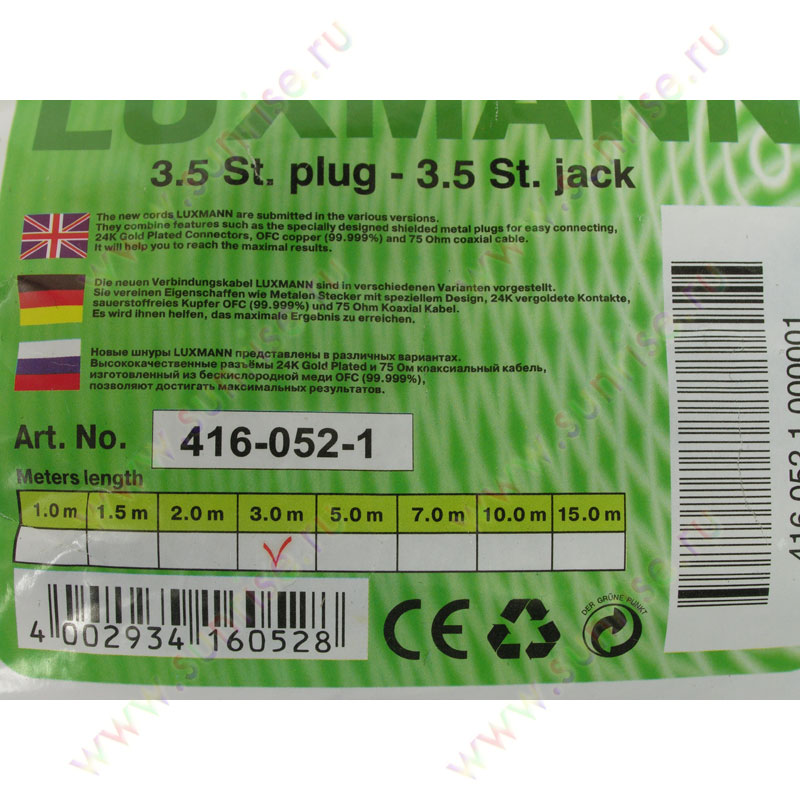 LUXMANN
3.5 St. plug - 3.5 St. jack
The new cords LUXMANN are submitted in the various versions.
They combine features such as the specially designed shielded metal plugs for easy connecting,
24K Gold Plated Connectors, OFC copper (99.999%) and 75 Ohm coaxial cable.
It will help you to reach the maximal results.
Die neuen Verbindungskabel LUXMANN sind in verschiedenen Varianten vorgestellt.
Sie vereinen Eigenschaffen wie Metalen Stecker mit speziellem Design, 24K vergoldete Kontakte,
sauerstoffreies Kupfer OFC (99.999%) und 75 Ohm Koaxial Kabel.
Es wird ihnen helfen, das maximale Ergebnis zu erreichen.
Новые шнуры LUXMANN представлены в различных вариантах.
Высококачественные разъёмы 24K Gold Plated и 75 Ом коаксиальный кабель,
изготовленный из бескислородной меди OFC (99.999%),
позволяют достигать максимальных результатов.
Art. No. 416-052-1
Meters length
1.0 m 1.5 m 2.0 m 3.0 m 5.0 m 7.0 m 10.0 m 15.0 m
4 002934 160528
CE
DER GRÜNE PUNKT
416 052 1 000001
www.sunrise.ru